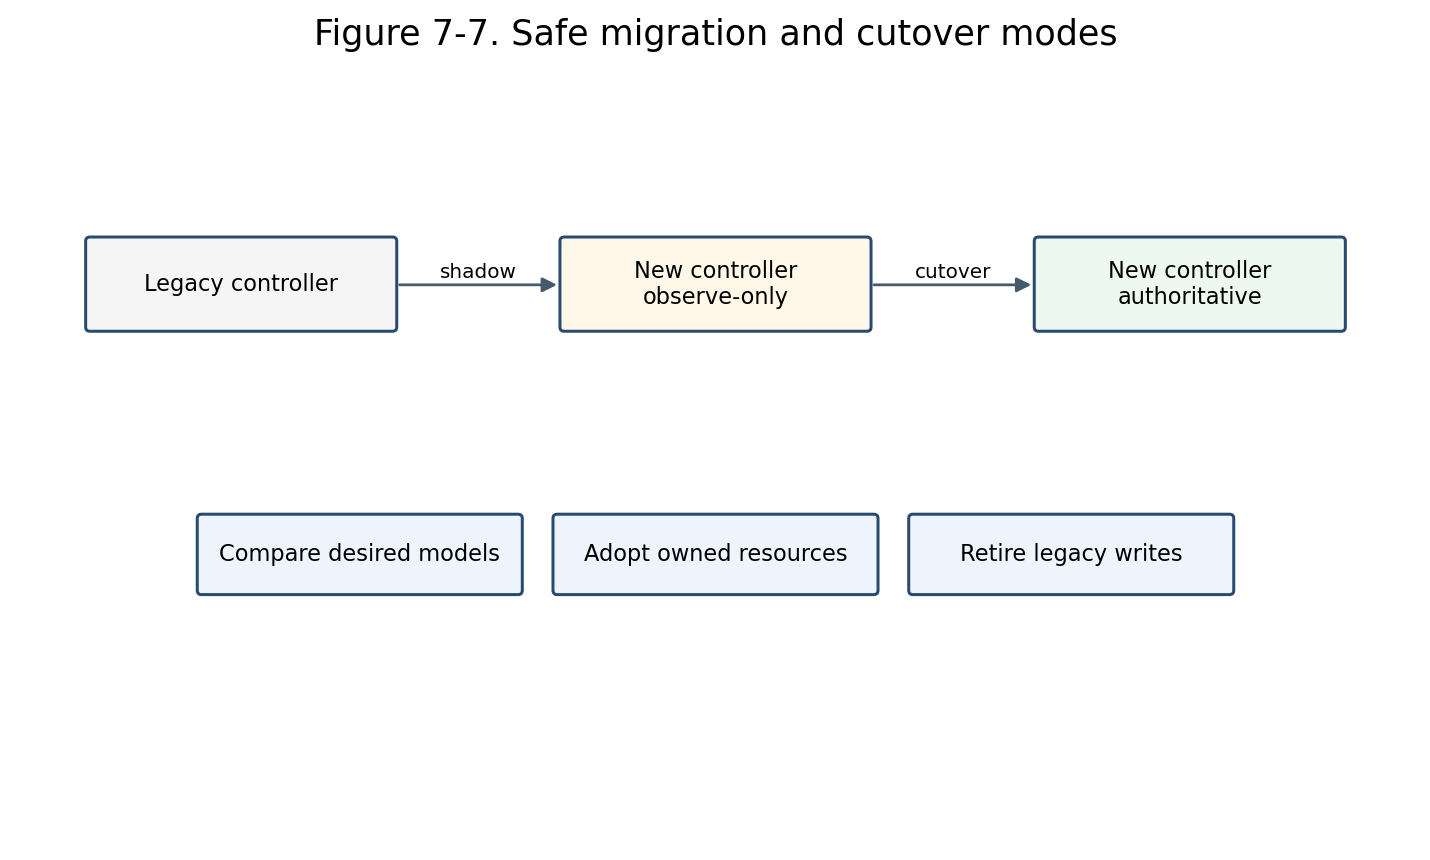 Figure 7-7. Safe migration and cutover modes
Legacy controller
shadow
New controller
observe-only
cutover
New controller
authoritative
Compare desired models
Adopt owned resources
Retire legacy writes